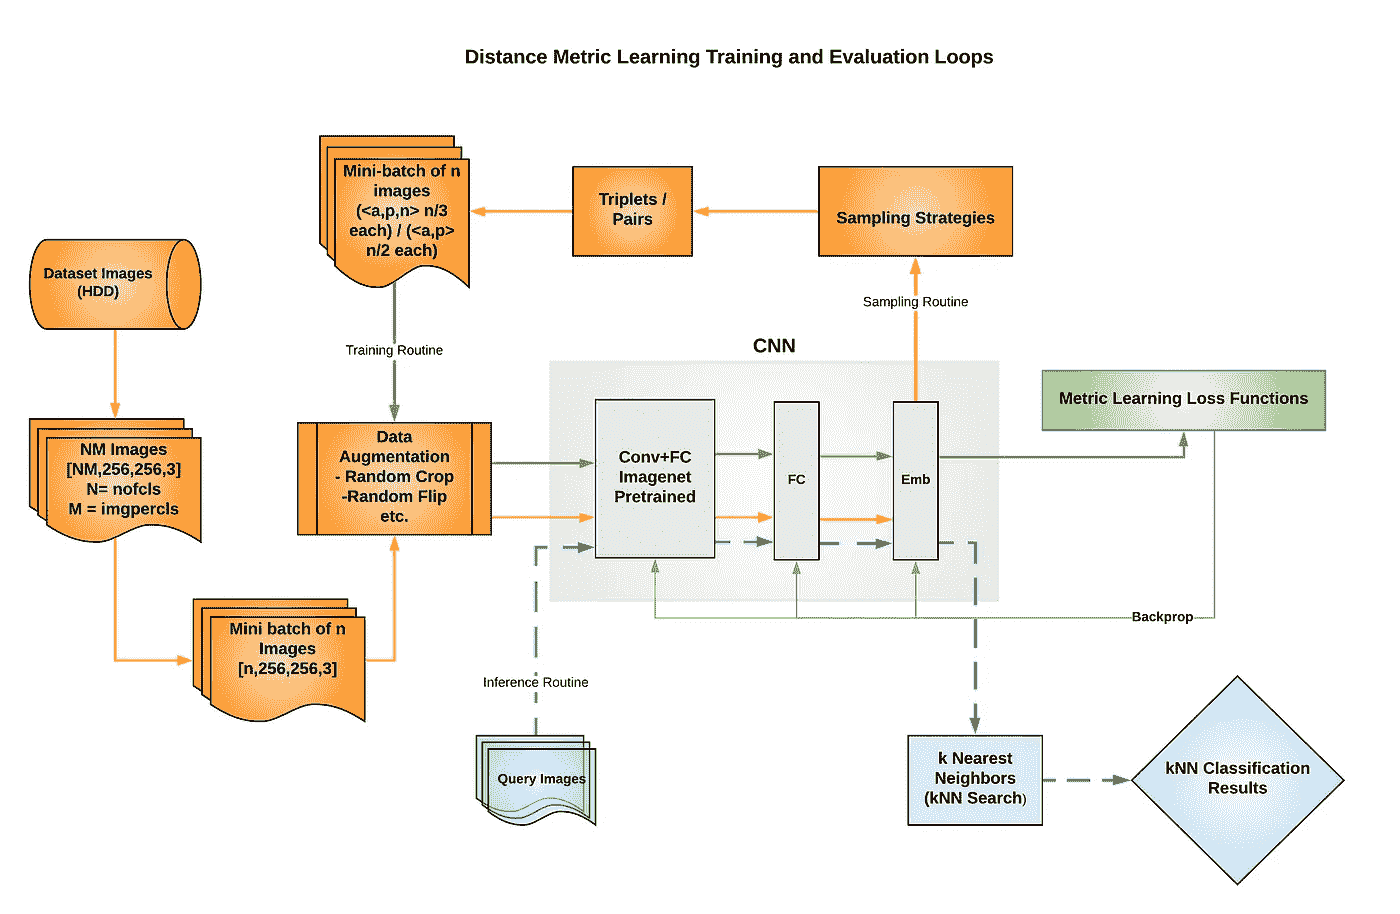 Distance Metric Learning Training and Evaluation Loops
Mini-batch of n
images
(<a,p,n> n/3
each) / (<a,p>
n/2 each)
Triplets /
Pairs
Sampling Strategies
Dataset Images
(HDD)
Sampling Routine
Training Routine
CNN
Metric Learning Loss Functions
NM Images
[NM,256,256,3]
N= nofcls
M = imgpercls
Data
Augmentation
- Random Crop
-Random Flip
etc.
Conv+FC
Imagenet
Pretrained
FC
Emb
Mini batch of n
Images
[n,256,256,3]
Backprop
Inference Routine
Query Images
k Nearest
Neighbors
(kNN Search)
kNN Classification
Results